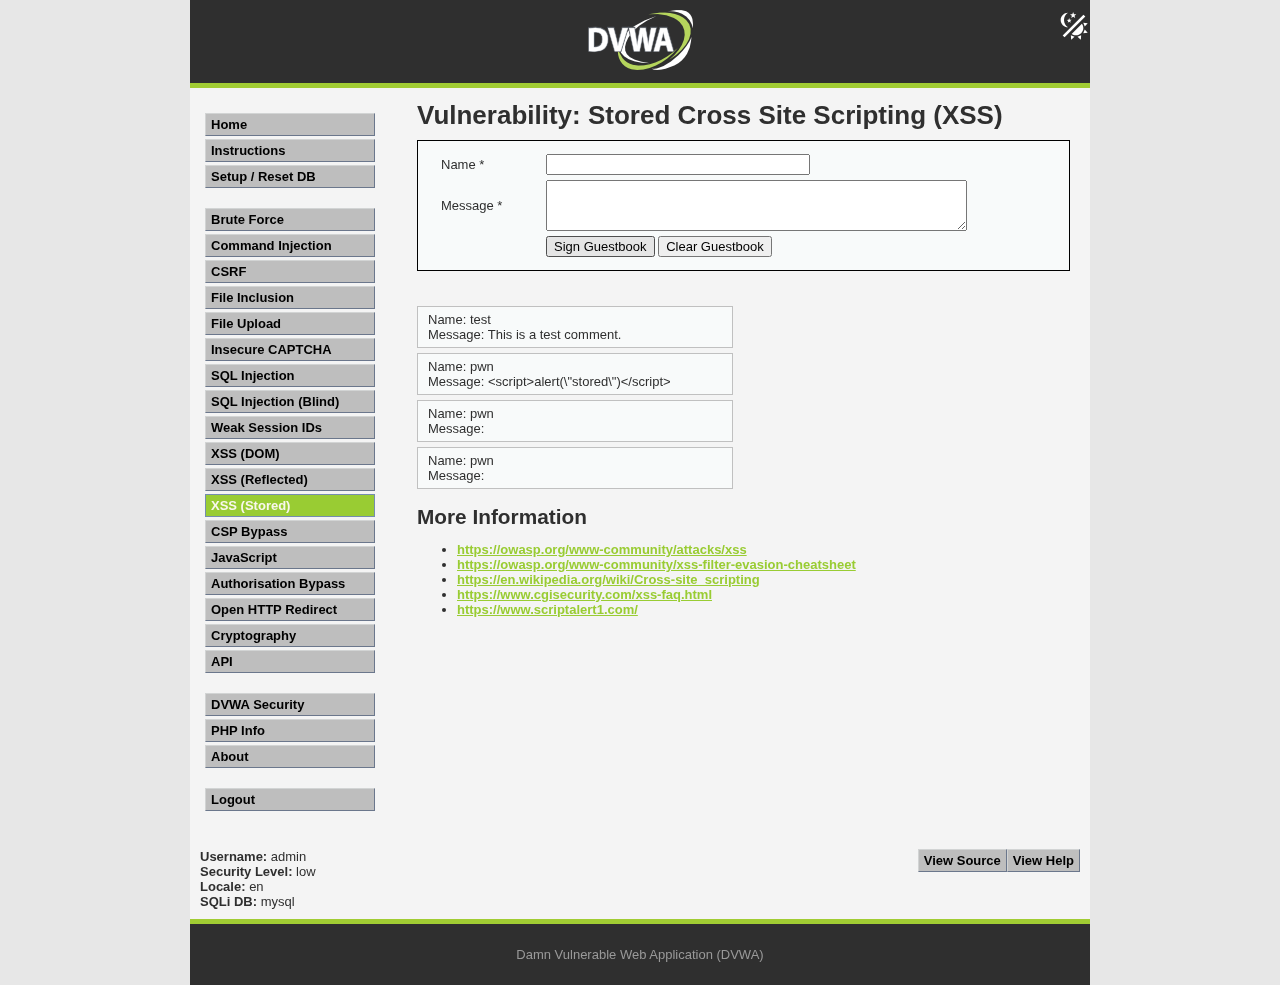 DVWA
Vulnerability: Stored Cross Site Scripting (XSS)
Home
Instructions
Setup / Reset DB
Brute Force
Command Injection
CSRF
File Inclusion
File Upload
Insecure CAPTCHA
SQL Injection
SQL Injection (Blind)
Weak Session IDs
XSS (DOM)
XSS (Reflected)
XSS (Stored)
CSP Bypass
JavaScript
Authorisation Bypass
Open HTTP Redirect
Cryptography
API
DVWA Security
PHP Info
About
Logout
Name *
Message *
Sign Guestbook Clear Guestbook
Name: test
Message: This is a test comment.
Name: pwn
Message: <script>alert(\"stored\")</script>
Name: pwn
Message:
Name: pwn
Message:
More Information
https://owasp.org/www-community/attacks/xss
https://owasp.org/www-community/xss-filter-evasion-cheatsheet
https://en.wikipedia.org/wiki/Cross-site_scripting
https://www.cgisecurity.com/xss-faq.html
https://www.scriptalert1.com/
Username: admin
Security Level: low
Locale: en
SQLi DB: mysql
View Source View Help
Damn Vulnerable Web Application (DVWA)